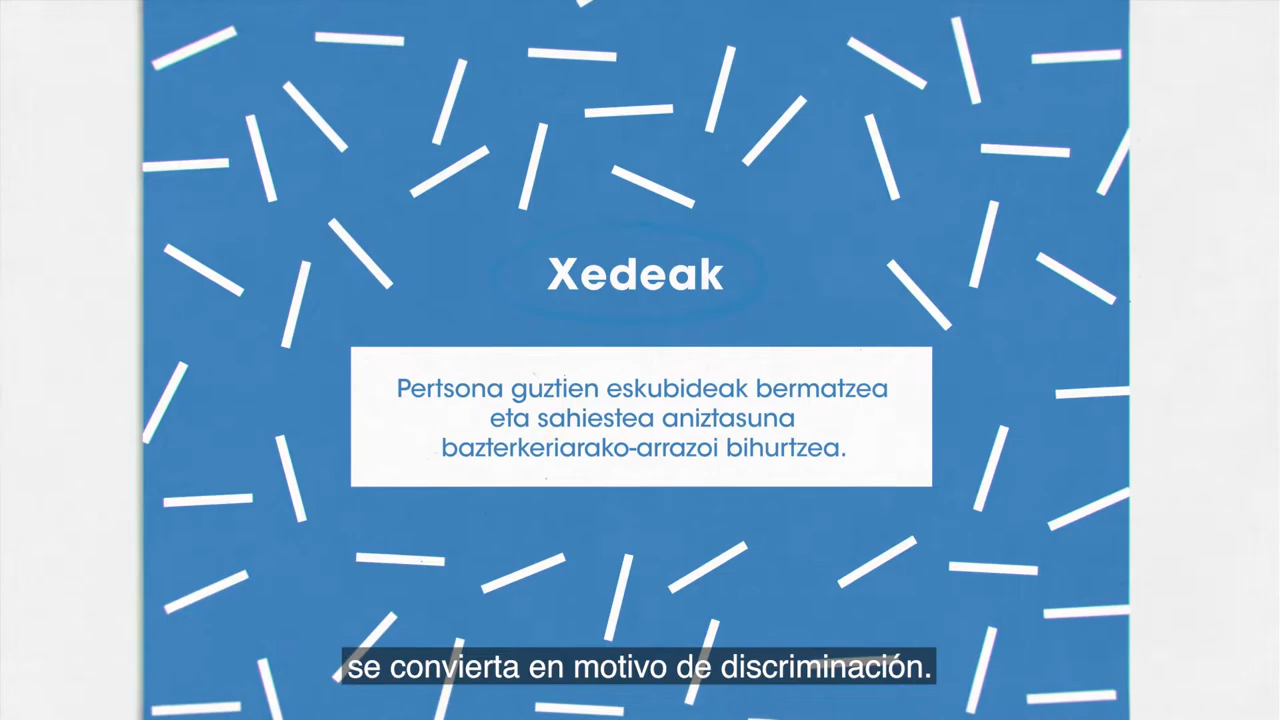 Xedeak
Pertsona guztien eskubideak bermatzea
eta sahiestea aniztasuna
bazterkeriarako-arrazoi bihurtzea.
se convierta en motivo de discriminación.